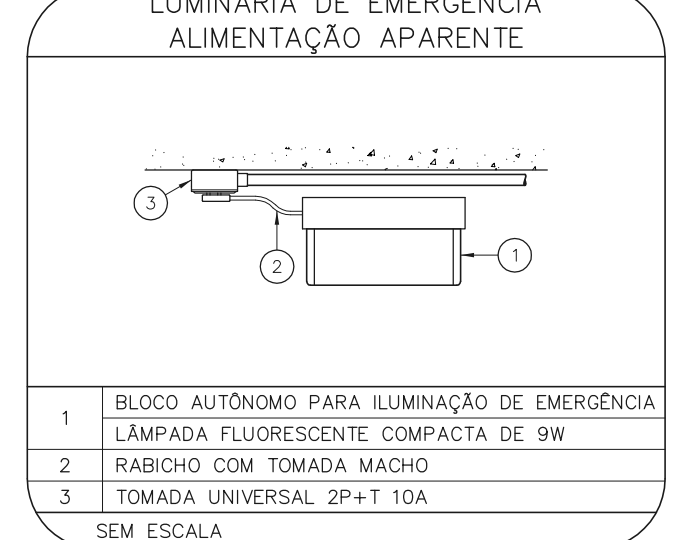 LUMINÁRIA DE EMERGÊNCIA
ALIMENTAÇÃO APARENTE
3
2
1
1
BLOCO AUTÔNOMO PARA ILUMINAÇÃO DE EMERGÊNCIA
LÂMPADA FLUORESCENTE COMPACTA DE 9W
2
RABICHO COM TOMADA MACHO
3
TOMADA UNIVERSAL 2P+T 10A
SEM ESCALA